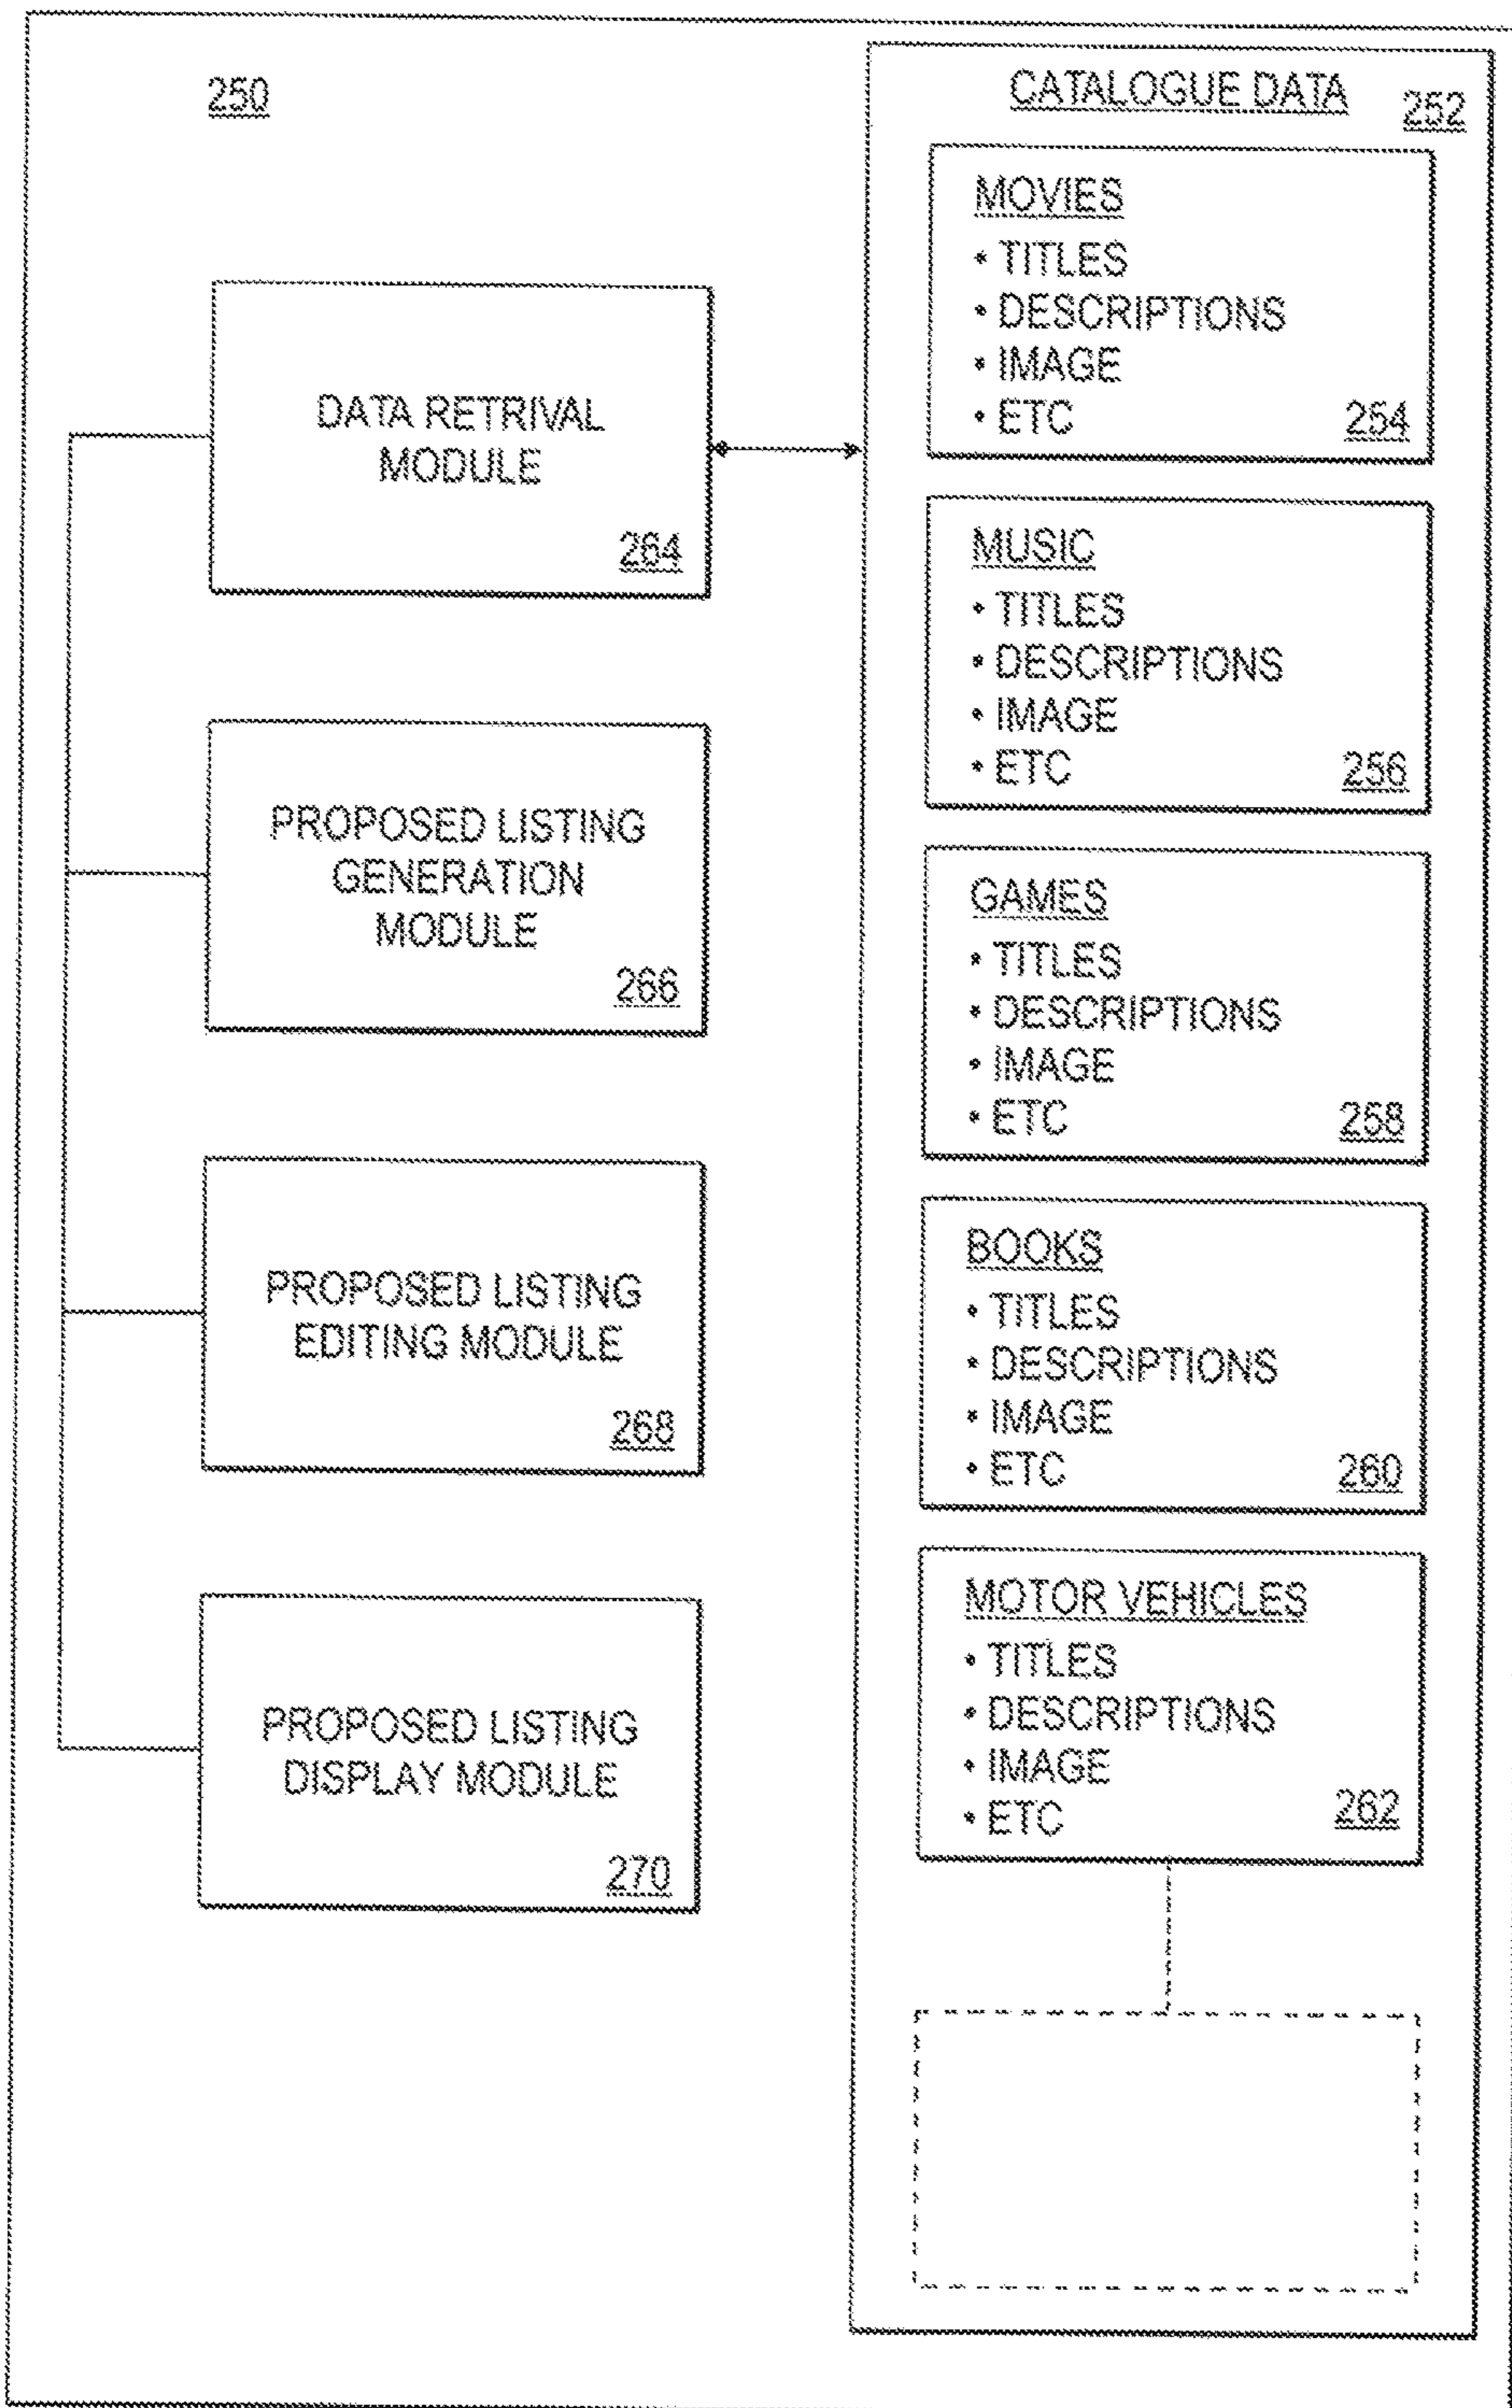 250
DATA RETRIVAL
MODULE
264
PROPOSED LISTING
GENERATION
MODULE
266
PROPOSED LISTING
EDITING MODULE
268
PROPOSED LISTING
DISPLAY MODULE
270
CATALOGUE DATA
252
MOVIES
• TITLES
• DESCRIPTIONS
• IMAGE
• ETC
254
MUSIC
• TITLES
• DESCRIPTIONS
• IMAGE
• ETC
256
GAMES
• TITLES
• DESCRIPTIONS
• IMAGE
• ETC
258
BOOKS
• TITLES
• DESCRIPTIONS
• IMAGE
• ETC
260
MOTOR VEHICLES
• TITLES
• DESCRIPTIONS
• IMAGE
• ETC
262